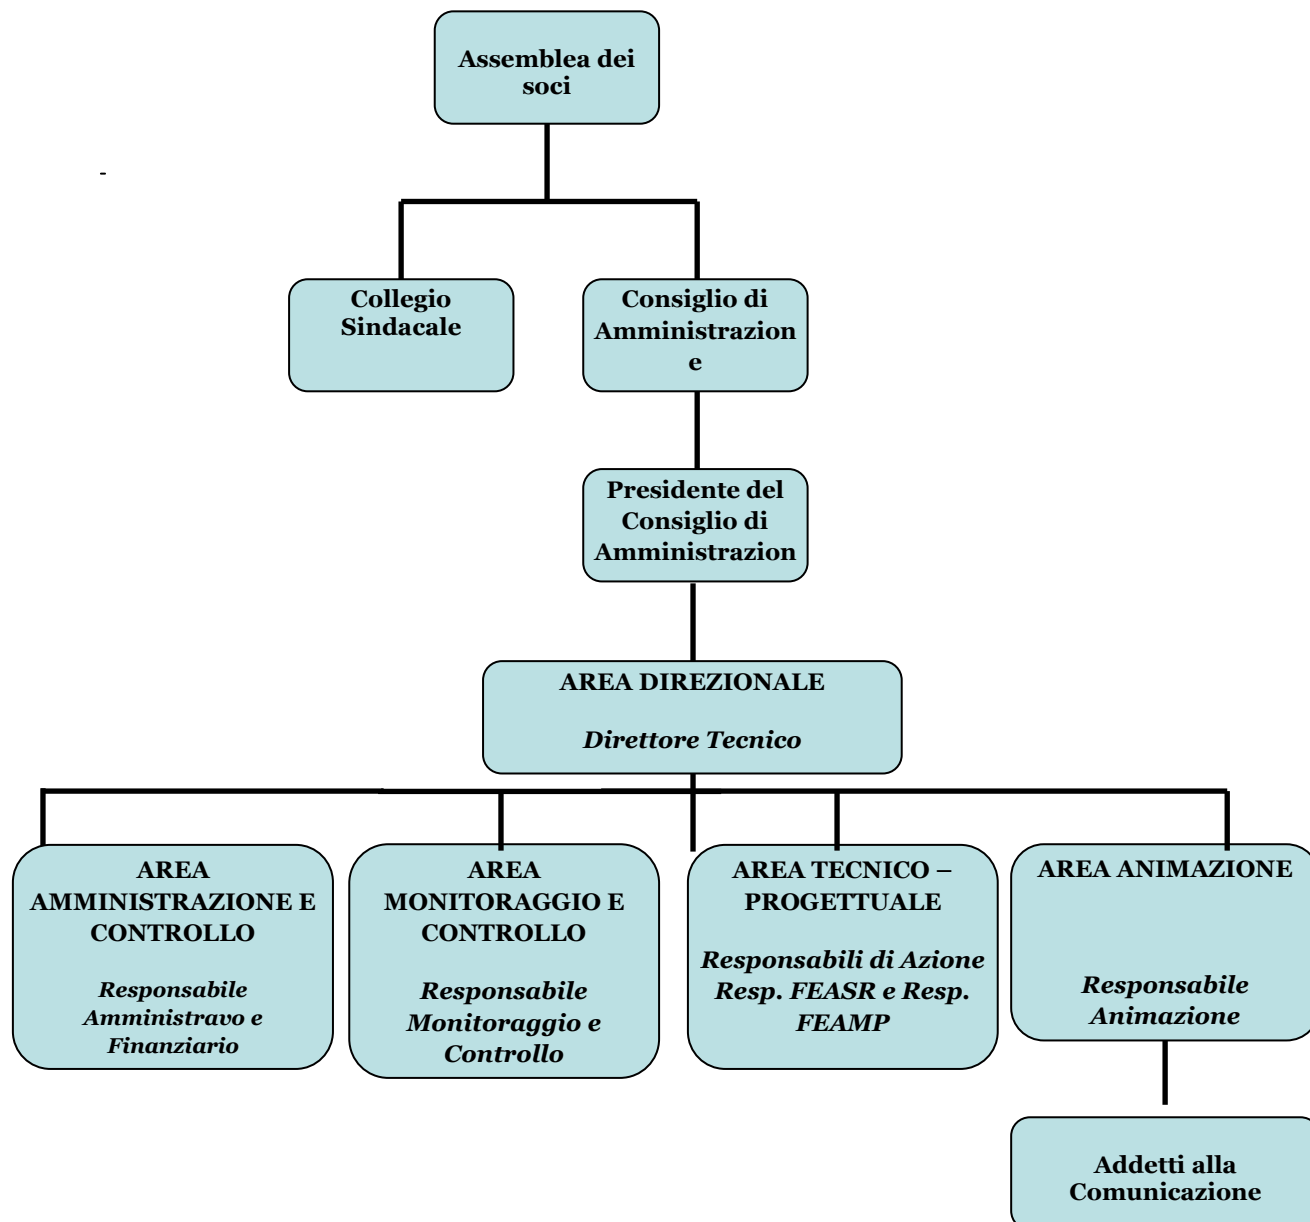 Assemblea dei
soci
-
Collegio
Sindacale
Consiglio di
Amministrazion
e
Presidente del
Consiglio di
Amministrazion
AREA DIREZIONALE
Direttore Tecnico
AREA
AMMINISTRAZIONE E
CONTROLLO
Responsabile
Amministravo e
Finanziario
AREA
MONITORAGGIO E
CONTROLLO
Responsabile
Monitoraggio e
Controllo
AREA TECNICO –
PROGETTUALE
Responsabili di Azione
Resp. FEASR e Resp.
FEAMP
AREA ANIMAZIONE
Responsabile
Animazione
Addetti alla
Comunicazione